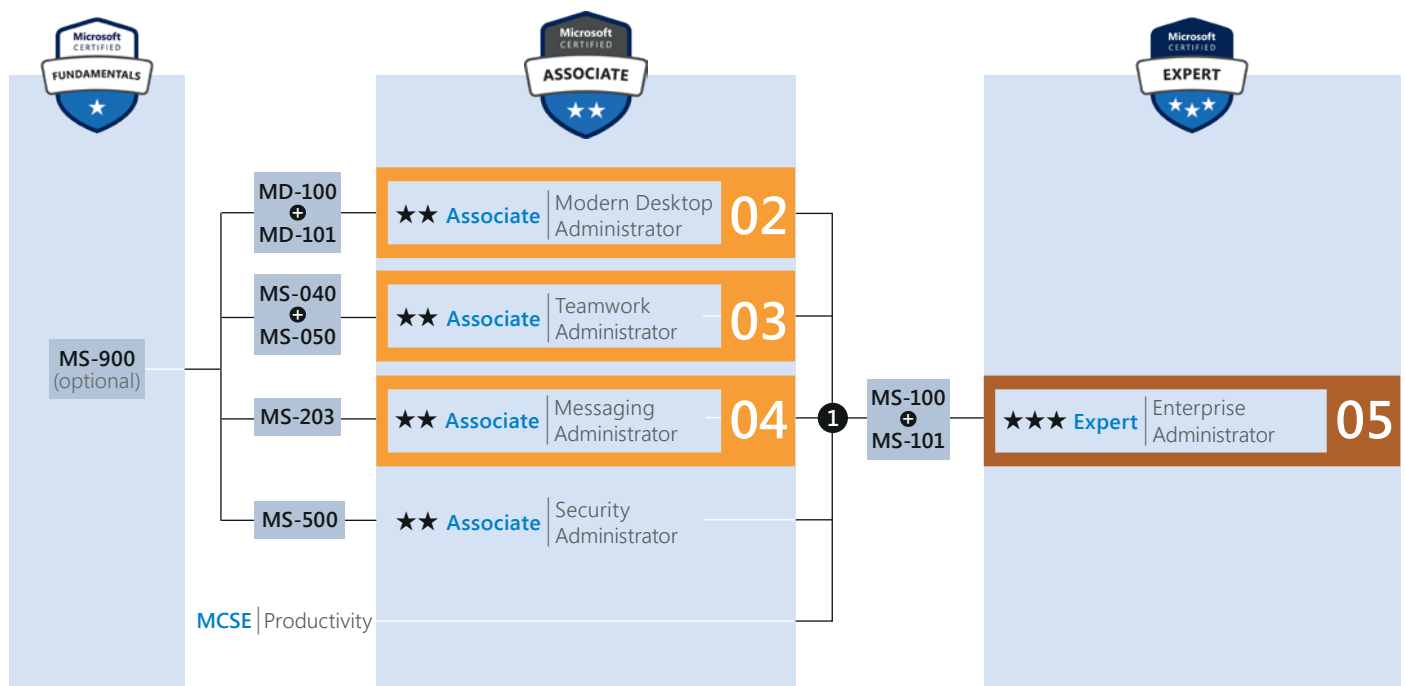 Microsoft
CERTIFIED
FUNDAMENTALS
Microsoft
CERTIFIED
ASSOCIATE
Microsoft
CERTIFIED
EXPERT
MS-900
(optional)
MD-100
+
MD-101
★★ Associate
Modern Desktop
Administrator
02
MS-040
+
MS-050
★★ Associate
Teamwork
Administrator
03
MS-203
★★ Associate
Messaging
Administrator
04
MS-500
★★ Associate
Security
Administrator
MCSE
Productivity
1
MS-100
+
MS-101
★★★ Expert
Enterprise
Administrator
05